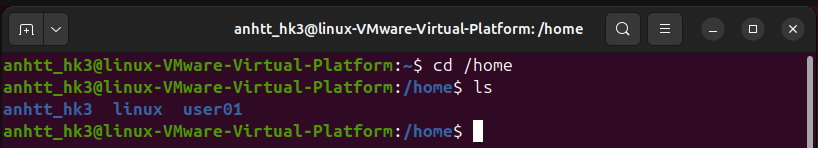 anhtt_hk3@linux-VMware-Virtual-Platform: /home
anhtt_hk3@linux-VMware-Virtual-Platform:~$ cd /home
anhtt_hk3@linux-VMware-Virtual-Platform:/home$ ls
anhtt_hk3  linux  user01
anhtt_hk3@linux-VMware-Virtual-Platform:/home$